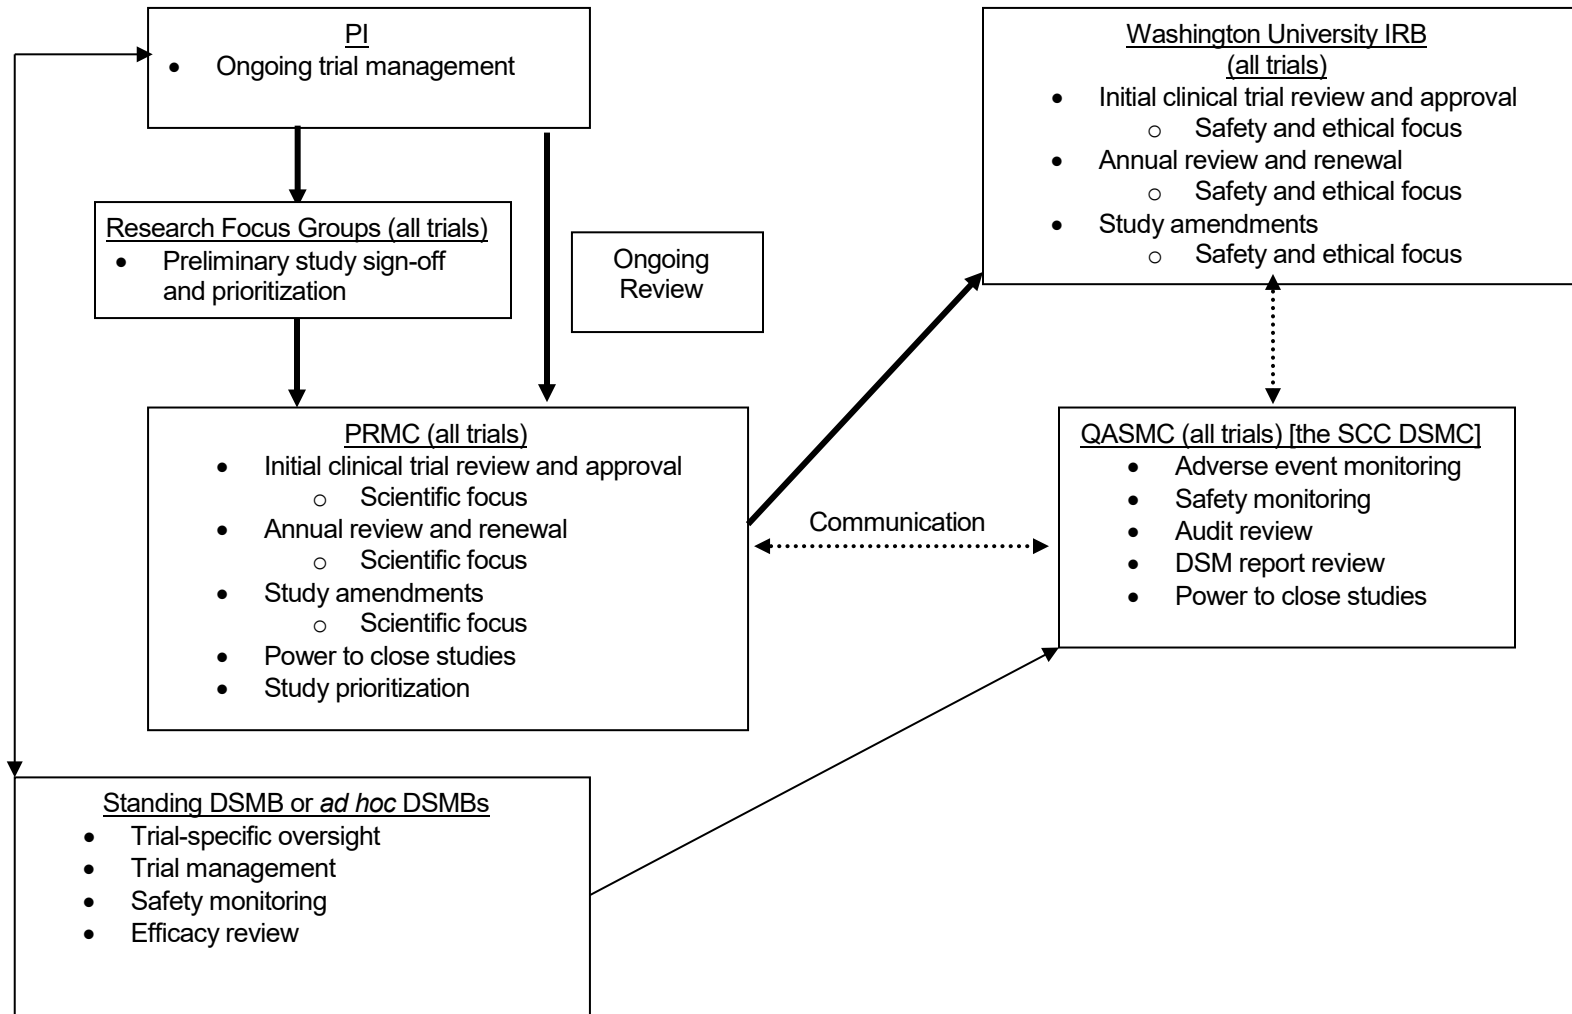 PI
• Ongoing trial management
Washington University IRB
(all trials)
• Initial clinical trial review and approval
o Safety and ethical focus
• Annual review and renewal
o Safety and ethical focus
• Study amendments
o Safety and ethical focus
Research Focus Groups (all trials)
• Preliminary study sign-off
and prioritization
Ongoing
Review
PRMC (all trials)
• Initial clinical trial review and approval
o Scientific focus
• Annual review and renewal
o Scientific focus
• Study amendments
o Scientific focus
• Power to close studies
• Study prioritization
Communication
QASMC (all trials) [the SCC DSMC]
• Adverse event monitoring
• Safety monitoring
• Audit review
• DSM report review
• Power to close studies
Standing DSMB or ad hoc DSMBs
• Trial-specific oversight
• Trial management
• Safety monitoring
• Efficacy review